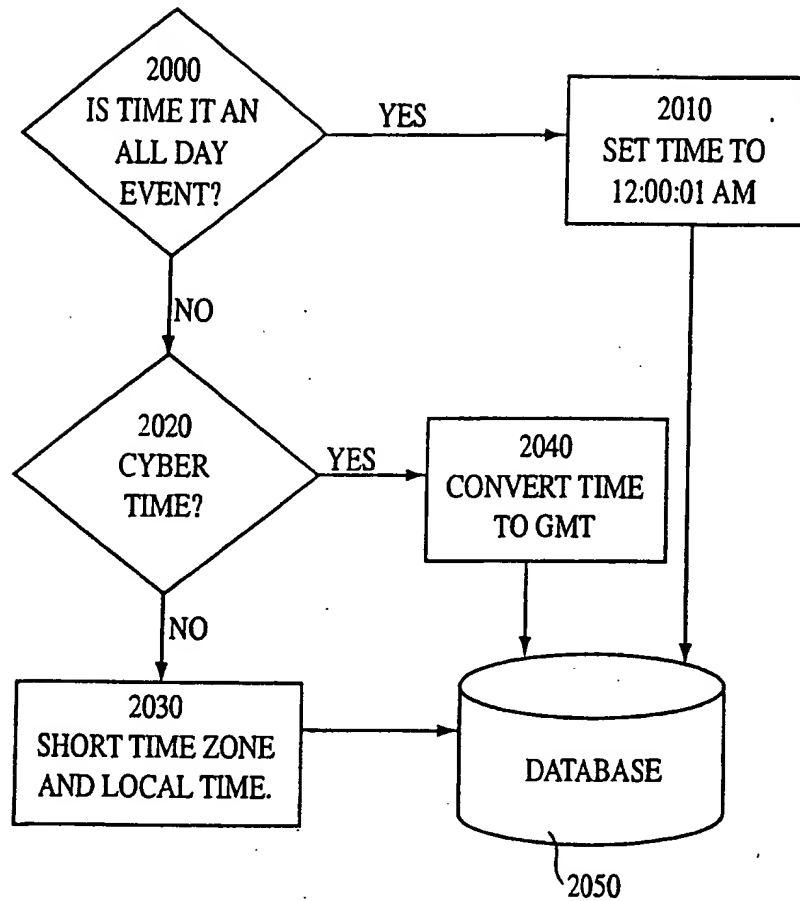 2000
IS TIME IT AN
ALL DAY
EVENT?
YES
2010
SET TIME TO
12:00:01 AM
NO
2020
CYBER
TIME?
YES
2040
CONVERT TIME
TO GMT
NO
2030
SHORT TIME ZONE
AND LOCAL TIME.
DATABASE
2050